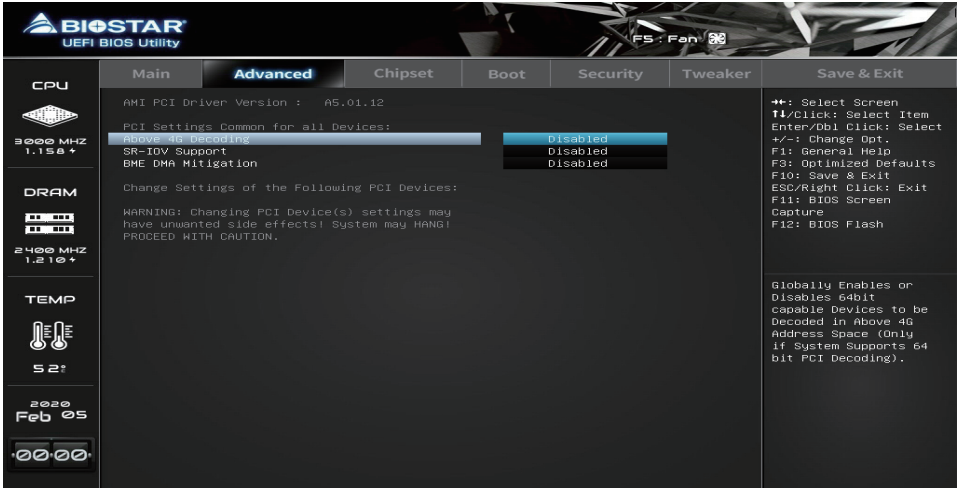 BIOSTAR
UEFI BIOS Utility
F5 : Fan
Main Advanced Chipset Boot Security Tweaker Save & Exit
CPU
3000 MHZ
1.158
DRAM
2400 MHZ
1.210
TEMP
52
2020
Feb 05
00:00
AMI PCI Driver Version : A5.01.12
PCI Settings Common for all Devices:
Above 4G Decoding Disabled
SR-IOV Support Disabled
BME DMA Mitigation Disabled
Change Settings of the Following PCI Devices:
WARNING: Changing PCI Device(s) settings may
have unwanted side effects! System may HANG!
PROCEED WITH CAUTION.
→←: Select Screen
↑↓/Click: Select Item
Enter/Dbl Click: Select
+/-: Change Opt.
F1: General Help
F3: Optimized Defaults
F10: Save & Exit
ESC/Right Click: Exit
F11: BIOS Screen
Capture
F12: BIOS Flash
Globally Enables or
Disables 64bit
capable Devices to be
Decoded in Above 4G
Address Space (Only
if System Supports 64
bit PCI Decoding).